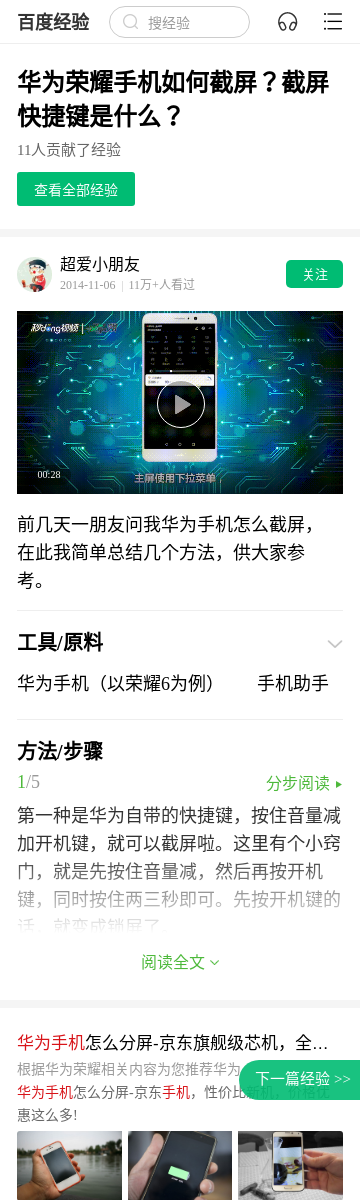 百度经验
搜经验
华为荣耀手机如何截屏？截屏
快捷键是什么？
11人贡献了经验
查看全部经验
超爱小朋友
2014-11-06 | 11万+人看过
关注
秒dǒng视频
00:28
主屏使用下拉菜单
前几天一朋友问我华为手机怎么截屏，
在此我简单总结几个方法，供大家参
考。
工具/原料
华为手机（以荣耀6为例）
手机助手
方法/步骤
1/5
分步阅读
第一种是华为自带的快捷键，按住音量减
加开机键，就可以截屏啦。这里有个小窍
门，就是先按住音量减，然后再按开机
键，同时按住两三秒即可。先按开机键的
话，就变成锁屏了。
阅读全文
华为手机怎么分屏-京东旗舰级芯机，全…
根据华为荣耀相关内容为您推荐华为
下一篇经验 >>
华为手机怎么分屏-京东手机，性价比新机，价格优
惠这么多!